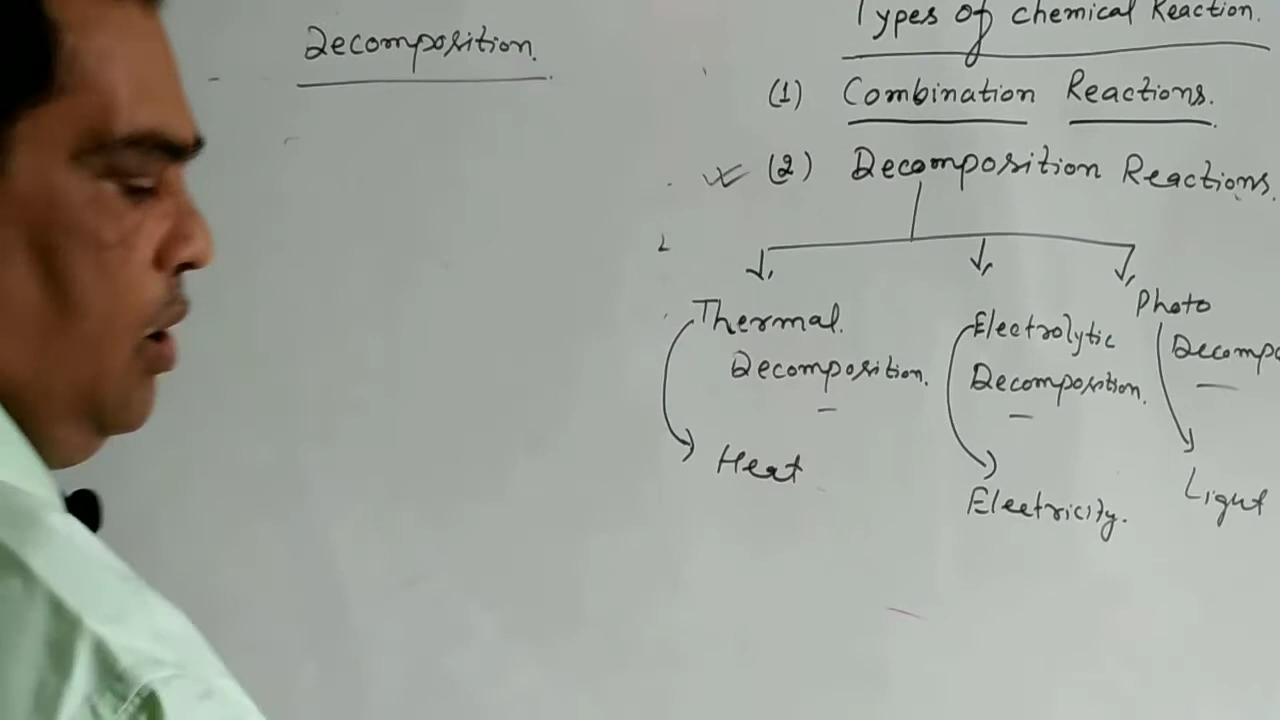 Decomposition.
Types of chemical Reaction.
(1) Combination Reactions.
(2) Decomposition Reactions.
Thermal Decomposition.
Heat
Electrolytic Decomposition.
Electricity.
Photo Decompo
Light